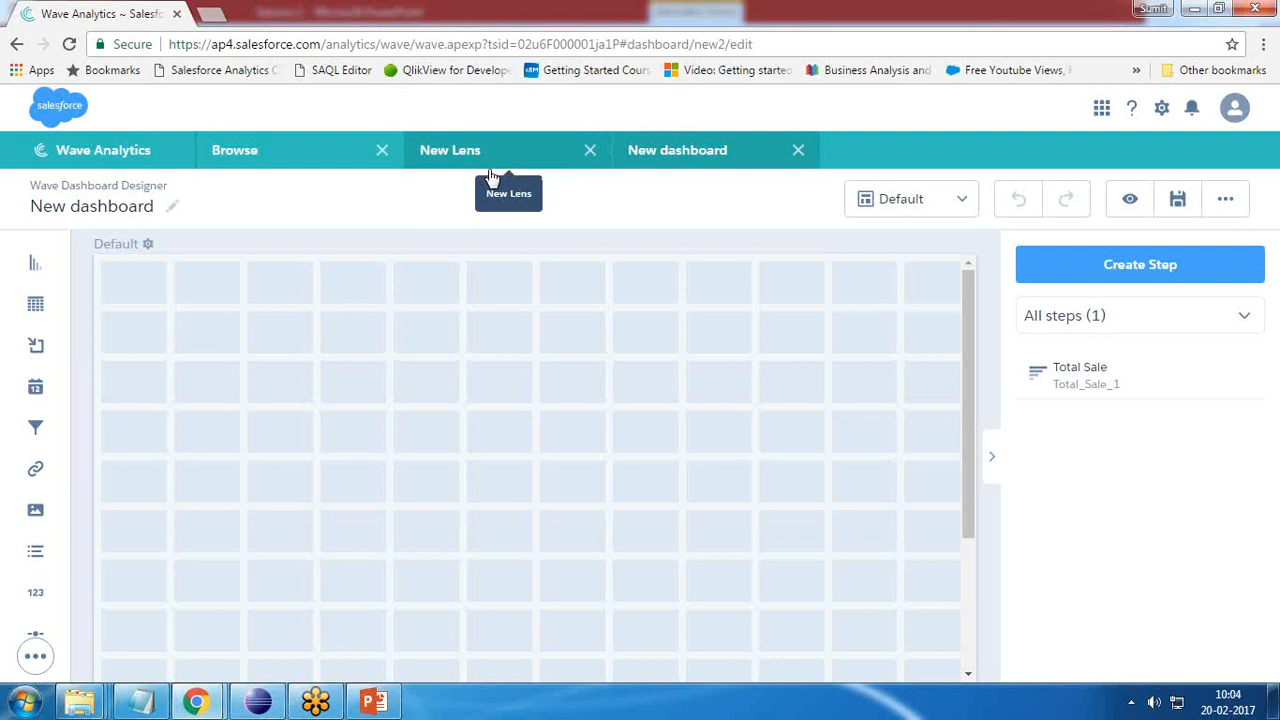 Wave Analytics ~ Salesfo
Sumit
Secure https://ap4.salesforce.com/analytics/wave/wave.apexp?tsid=02u6F000001ja1P#dashboard/new2/edit
Apps Bookmarks Salesforce Analytics C SAQL Editor QlikView for Develope Getting Started Cours Video: Getting started Business Analysis and Free Youtube Views, F » Other bookmarks
salesforce
Wave Analytics Browse New Lens New dashboard
New Lens
Wave Dashboard Designer
New dashboard
Default
Default
Create Step
All steps (1)
Total Sale
Total_Sale_1
12
123
10:04
20-02-2017